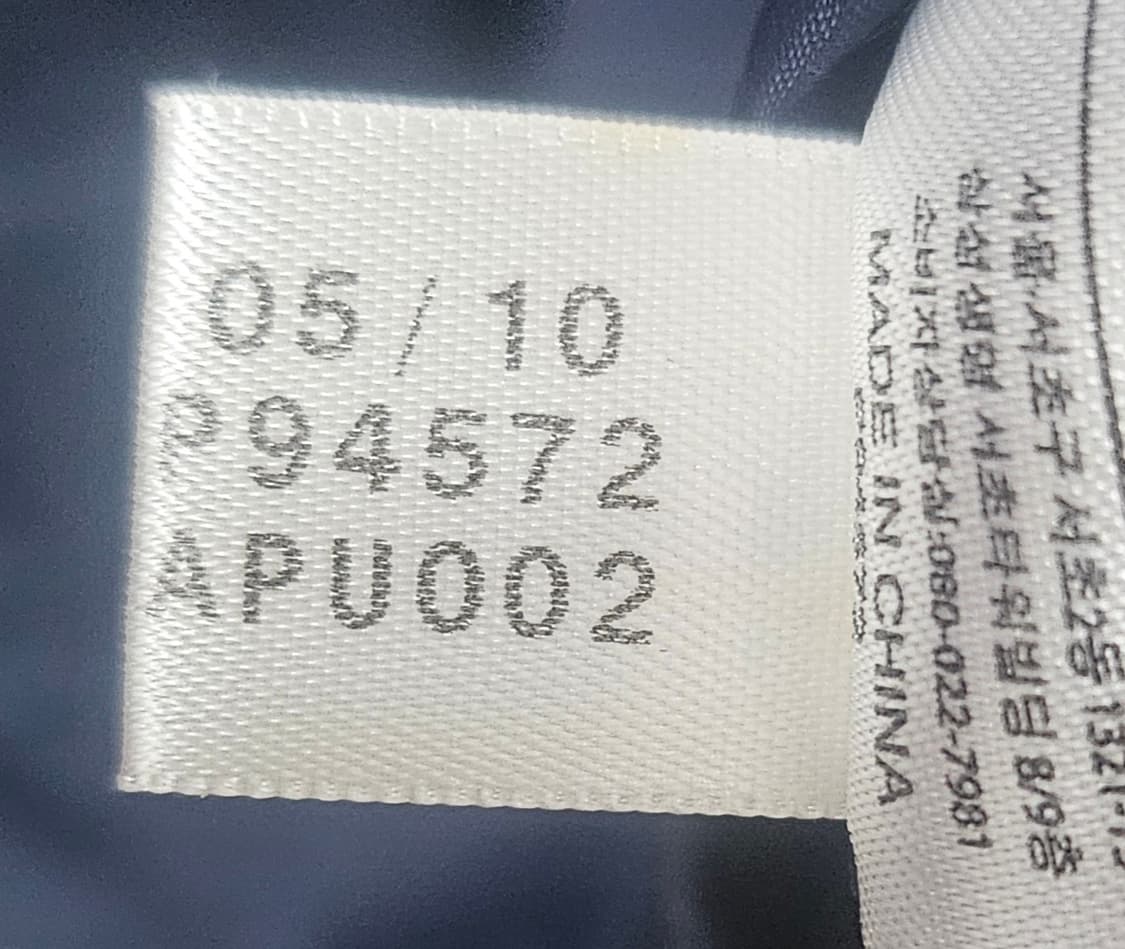 05/10
P94572
APU002
서울시 서초구 서초2동
삼성생명 서초타워빌딩 8/9층
소비자상담실:080-022-7981
MADE IN CHINA